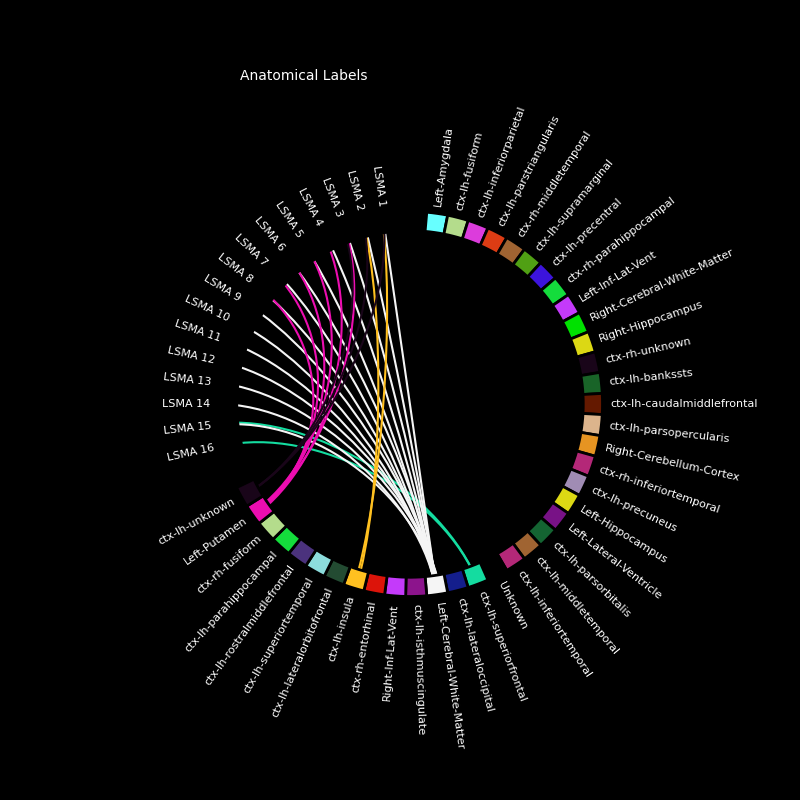 Anatomical Labels
LSMA 1
LSMA 2
LSMA 3
LSMA 4
LSMA 5
LSMA 6
LSMA 7
LSMA 8
LSMA 9
LSMA 10
LSMA 11
LSMA 12
LSMA 13
LSMA 14
LSMA 15
LSMA 16
ctx-lh-unknown
Left-Putamen
ctx-rh-fusiform
ctx-lh-parahippocampal
ctx-lh-rostralmiddlefrontal
ctx-lh-superiortemporal
ctx-lh-lateralorbitofrontal
ctx-lh-insula
ctx-rh-entorhinal
Right-Inf-Lat-Vent
ctx-lh-isthmuscingulate
Left-Cerebral-White-Matter
ctx-lh-lateraloccipital
ctx-lh-superiorfrontal
Unknown
ctx-lh-inferiortemporal
ctx-lh-middletemporal
ctx-lh-parsorbitalis
Left-Lateral-Ventricle
Left-Hippocampus
ctx-lh-precuneus
ctx-rh-inferiortemporal
Right-Cerebellum-Cortex
ctx-lh-parsopercularis
ctx-lh-caudalmiddlefrontal
ctx-lh-bankssts
ctx-rh-unknown
Right-Hippocampus
Right-Cerebral-White-Matter
Left-Inf-Lat-Vent
ctx-rh-parahippocampal
ctx-lh-precentral
ctx-lh-supramarginal
ctx-rh-middletemporal
ctx-lh-parstriangularis
ctx-lh-inferiorparietal
ctx-lh-fusiform
Left-Amygdala